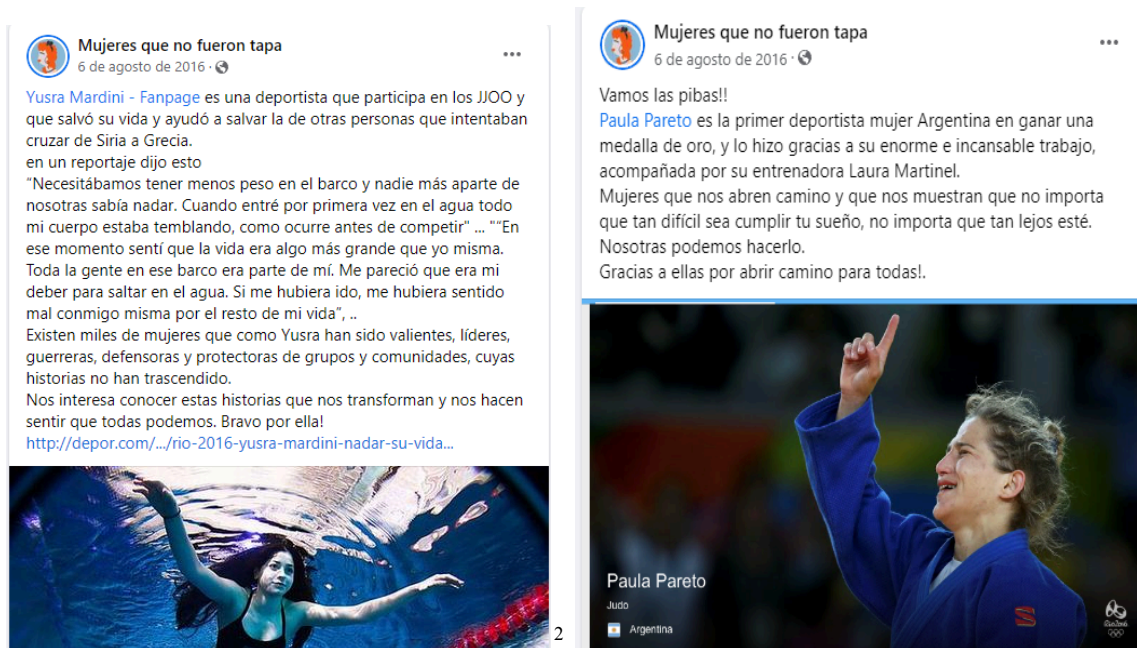 Mujeres que no fueron tapa
6 de agosto de 2016 ·
Yusra Mardini - Fanpage es una deportista que participa en los JJOO y
que salvó su vida y ayudó a salvar la de otras personas que intentaban
cruzar de Siria a Grecia.
en un reportaje dijo esto
“Necesitábamos tener menos peso en el barco y nadie más aparte de
nosotras sabía nadar. Cuando entré por primera vez en el agua todo
mi cuerpo estaba temblando, como ocurre antes de competir" ... "“En
ese momento sentí que la vida era algo más grande que yo misma.
Toda la gente en ese barco era parte de mí. Me pareció que era mi
deber para saltar en el agua. Si me hubiera ido, me hubiera sentido
mal conmigo misma por el resto de mi vida”, ..
Existen miles de mujeres que como Yusra han sido valientes, líderes,
guerreras, defensoras y protectoras de grupos y comunidades, cuyas
historias no han trascendido.
Nos interesa conocer estas historias que nos transforman y nos hacen
sentir que todas podemos. Bravo por ella!
http://depor.com/.../rio-2016-yusra-mardini-nadar-su-vida...
2
Mujeres que no fueron tapa
6 de agosto de 2016 ·
Vamos las pibas!!
Paula Pareto es la primer deportista mujer Argentina en ganar una
medalla de oro, y lo hizo gracias a su enorme e incansable trabajo,
acompañada por su entrenadora Laura Martinel.
Mujeres que nos abren camino y que nos muestran que no importa
que tan difícil sea cumplir tu sueño, no importa que tan lejos esté.
Nosotras podemos hacerlo.
Gracias a ellas por abrir camino para todas!.
Paula Pareto
Judo
Argentina
Rio2016